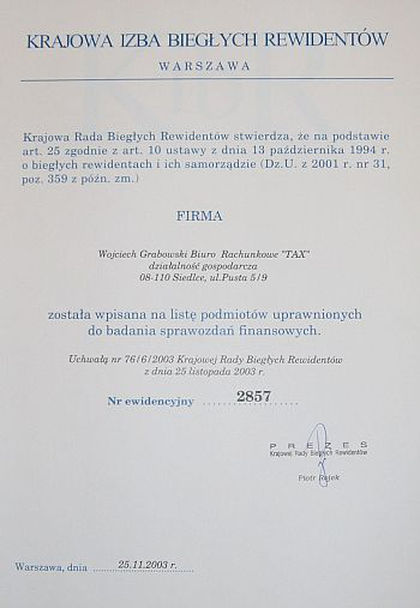 KRAJOWA IZBA BIEGŁYCH REWIDENTÓW
WARSZAWA
Krajowa Rada Biegłych Rewidentów stwierdza, że na podstawie
art. 25 zgodnie z art. 10 ustawy z dnia 13 października 1994 r.
o biegłych rewidentach i ich samorządzie (Dz.U. z 2001 r. nr 31,
poz. 359 z późn. zm.)
FIRMA
Wojciech Grabowski Biuro Rachunkowe "TAX"
działalność gospodarcza
08-110 Siedlce, ul.Pusta 5/9
została wpisana na listę podmiotów uprawnionych
do badania sprawozdań finansowych.
Uchwałą nr 76/6/2003 Krajowej Rady Biegłych Rewidentów
z dnia 25 listopada 2003 r.
Nr ewidencyjny 2857
PREZES
Krajowej Rady Biegłych Rewidentów
Piotr Rojek
Warszawa, dnia 25.11.2003 r.